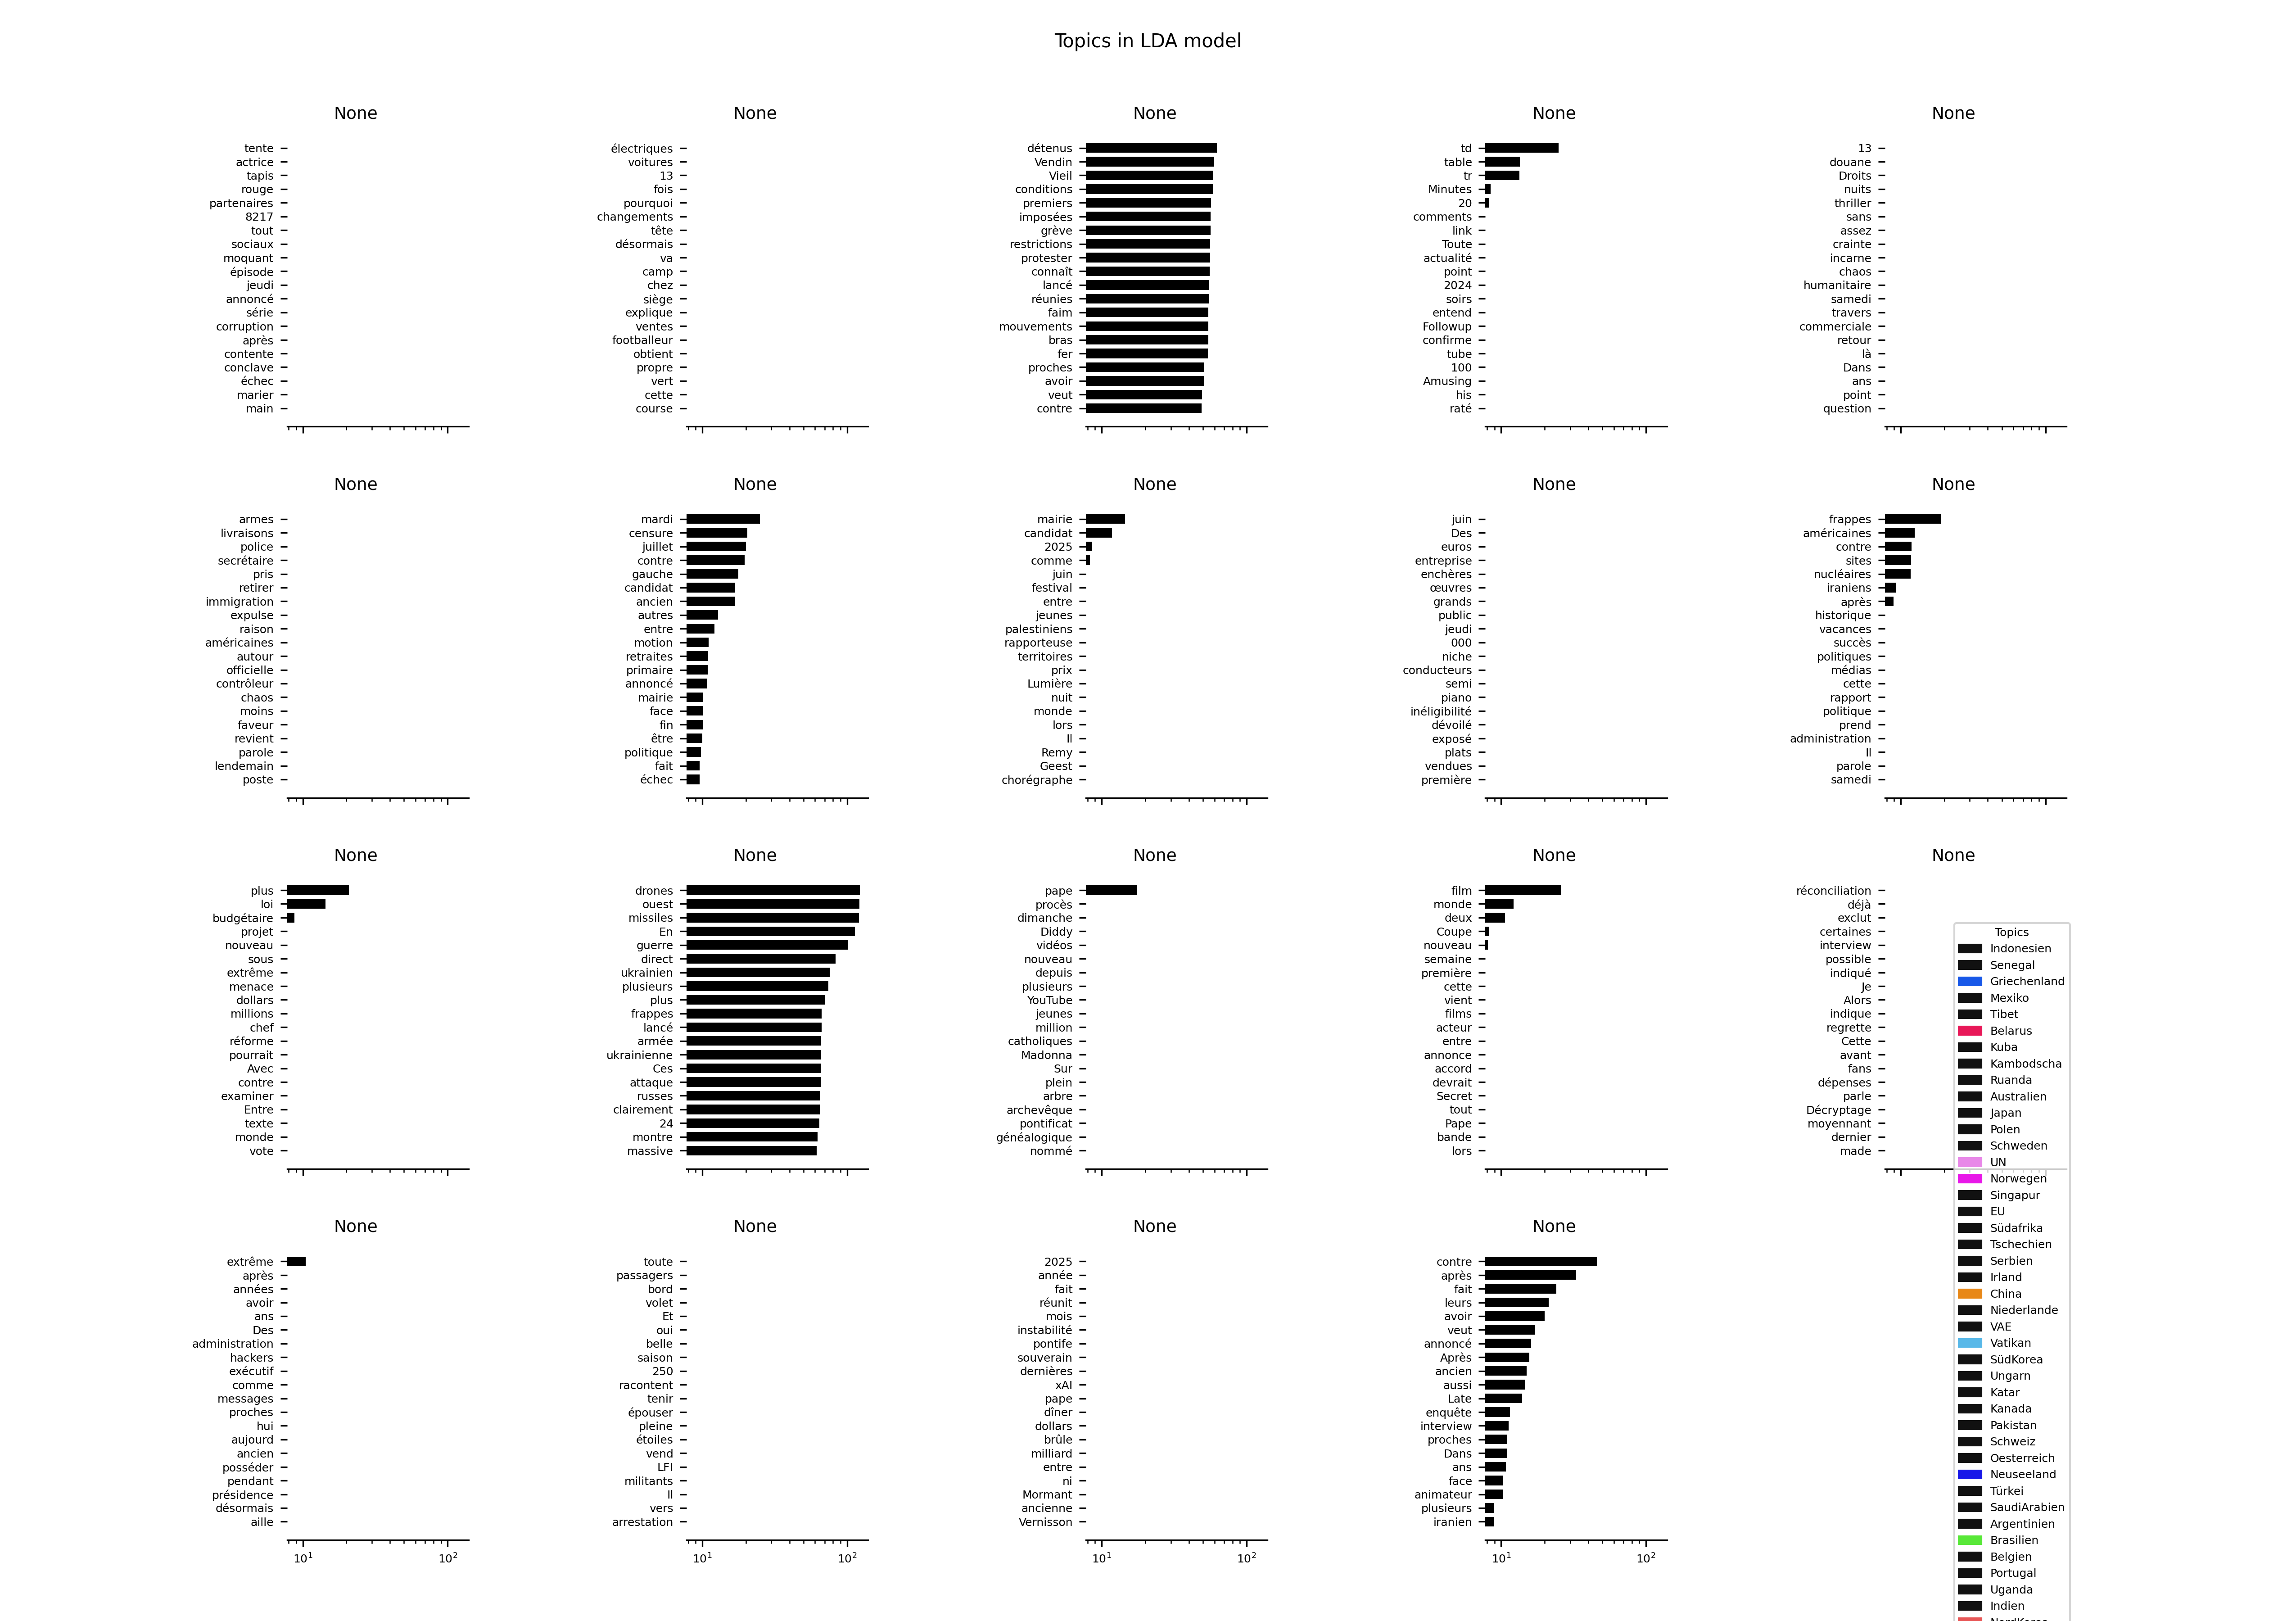 Topics in LDA model
None
tente
actrice
tapis
rouge
partenaires
8217
tout
sociaux
moquant
épisode
jeudi
annoncé
série
corruption
après
contente
conclave
échec
marier
main
None
électriques
voitures
13
fois
pourquoi
changements
tête
désormais
va
camp
chez
siège
explique
ventes
footballeur
obtient
propre
vert
cette
course
None
détenus
Vendin
Vieil
conditions
premiers
imposées
grève
restrictions
protester
connaît
lancé
réunies
faim
mouvements
bras
fer
proches
avoir
veut
contre
None
td
table
tr
Minutes
20
comments
link
Toute
actualité
point
2024
soirs
entend
Followup
confirme
tube
100
Amusing
his
raté
None
13
douane
Droits
nuits
thriller
sans
assez
crainte
incarne
chaos
humanitaire
samedi
travers
commerciale
retour
là
Dans
ans
point
question
None
armes
livraisons
police
secrétaire
pris
retirer
immigration
expulse
raison
américaines
autour
officielle
contrôleur
chaos
moins
faveur
revient
parole
lendemain
poste
None
mardi
censure
juillet
contre
gauche
candidat
ancien
autres
entre
motion
retraites
primaire
annoncé
mairie
face
fin
être
politique
fait
échec
None
mairie
candidat
2025
comme
juin
festival
entre
jeunes
palestiniens
rapporteuse
territoires
prix
Lumière
nuit
monde
lors
Il
Remy
Geest
chorégraphe
None
juin
Des
euros
entreprise
enchères
œuvres
grands
public
jeudi
000
niche
conducteurs
semi
piano
inéligibilité
dévoilé
exposé
plats
vendues
première
None
frappes
américaines
contre
sites
nucléaires
iraniens
après
historique
vacances
succès
politiques
médias
cette
rapport
politique
prend
administration
Il
parole
samedi
None
plus
loi
budgétaire
projet
nouveau
sous
extrême
menace
dollars
millions
chef
réforme
pourrait
Avec
contre
examiner
Entre
texte
monde
vote
None
drones
ouest
missiles
En
guerre
direct
ukrainien
plusieurs
plus
frappes
lancé
armée
ukrainienne
Ces
attaque
russes
clairement
24
montre
massive
None
pape
procès
dimanche
Diddy
vidéos
nouveau
depuis
plusieurs
YouTube
jeunes
million
catholiques
Madonna
Sur
plein
arbre
archevêque
pontificat
généalogique
nommé
None
film
monde
deux
Coupe
nouveau
semaine
première
cette
vient
films
acteur
entre
annonce
accord
devrait
Secret
tout
Pape
bande
lors
None
réconciliation
déjà
exclut
certaines
interview
possible
indiqué
Je
Alors
indique
regrette
Cette
avant
fans
dépenses
parle
Décryptage
moyennant
dernier
made
None
extrême
après
années
avoir
ans
Des
administration
hackers
exécutif
comme
messages
proches
hui
aujourd
ancien
posséder
pendant
présidence
désormais
aille
10¹ 10²
None
toute
passagers
bord
volet
Et
oui
belle
saison
250
racontent
tenir
épouser
pleine
étoiles
vend
LFI
militants
Il
vers
arrestation
10¹ 10²
None
2025
année
fait
réunit
mois
instabilité
pontife
souverain
dernières
xAI
pape
dîner
dollars
brûle
milliard
entre
ni
Mormant
ancienne
Vernisson
10¹ 10²
None
contre
après
fait
leurs
avoir
veut
annoncé
Après
ancien
aussi
Late
enquête
interview
proches
Dans
ans
face
animateur
plusieurs
iranien
10¹ 10²
Topics
Indonesien
Senegal
Griechenland
Mexiko
Tibet
Belarus
Kuba
Kambodscha
Ruanda
Australien
Japan
Polen
Schweden
UN
Norwegen
Singapur
EU
Südafrika
Tschechien
Serbien
Irland
China
Niederlande
VAE
Vatikan
SüdKorea
Ungarn
Katar
Kanada
Pakistan
Schweiz
Oesterreich
Neuseeland
Türkei
SaudiArabien
Argentinien
Brasilien
Belgien
Portugal
Uganda
Indien